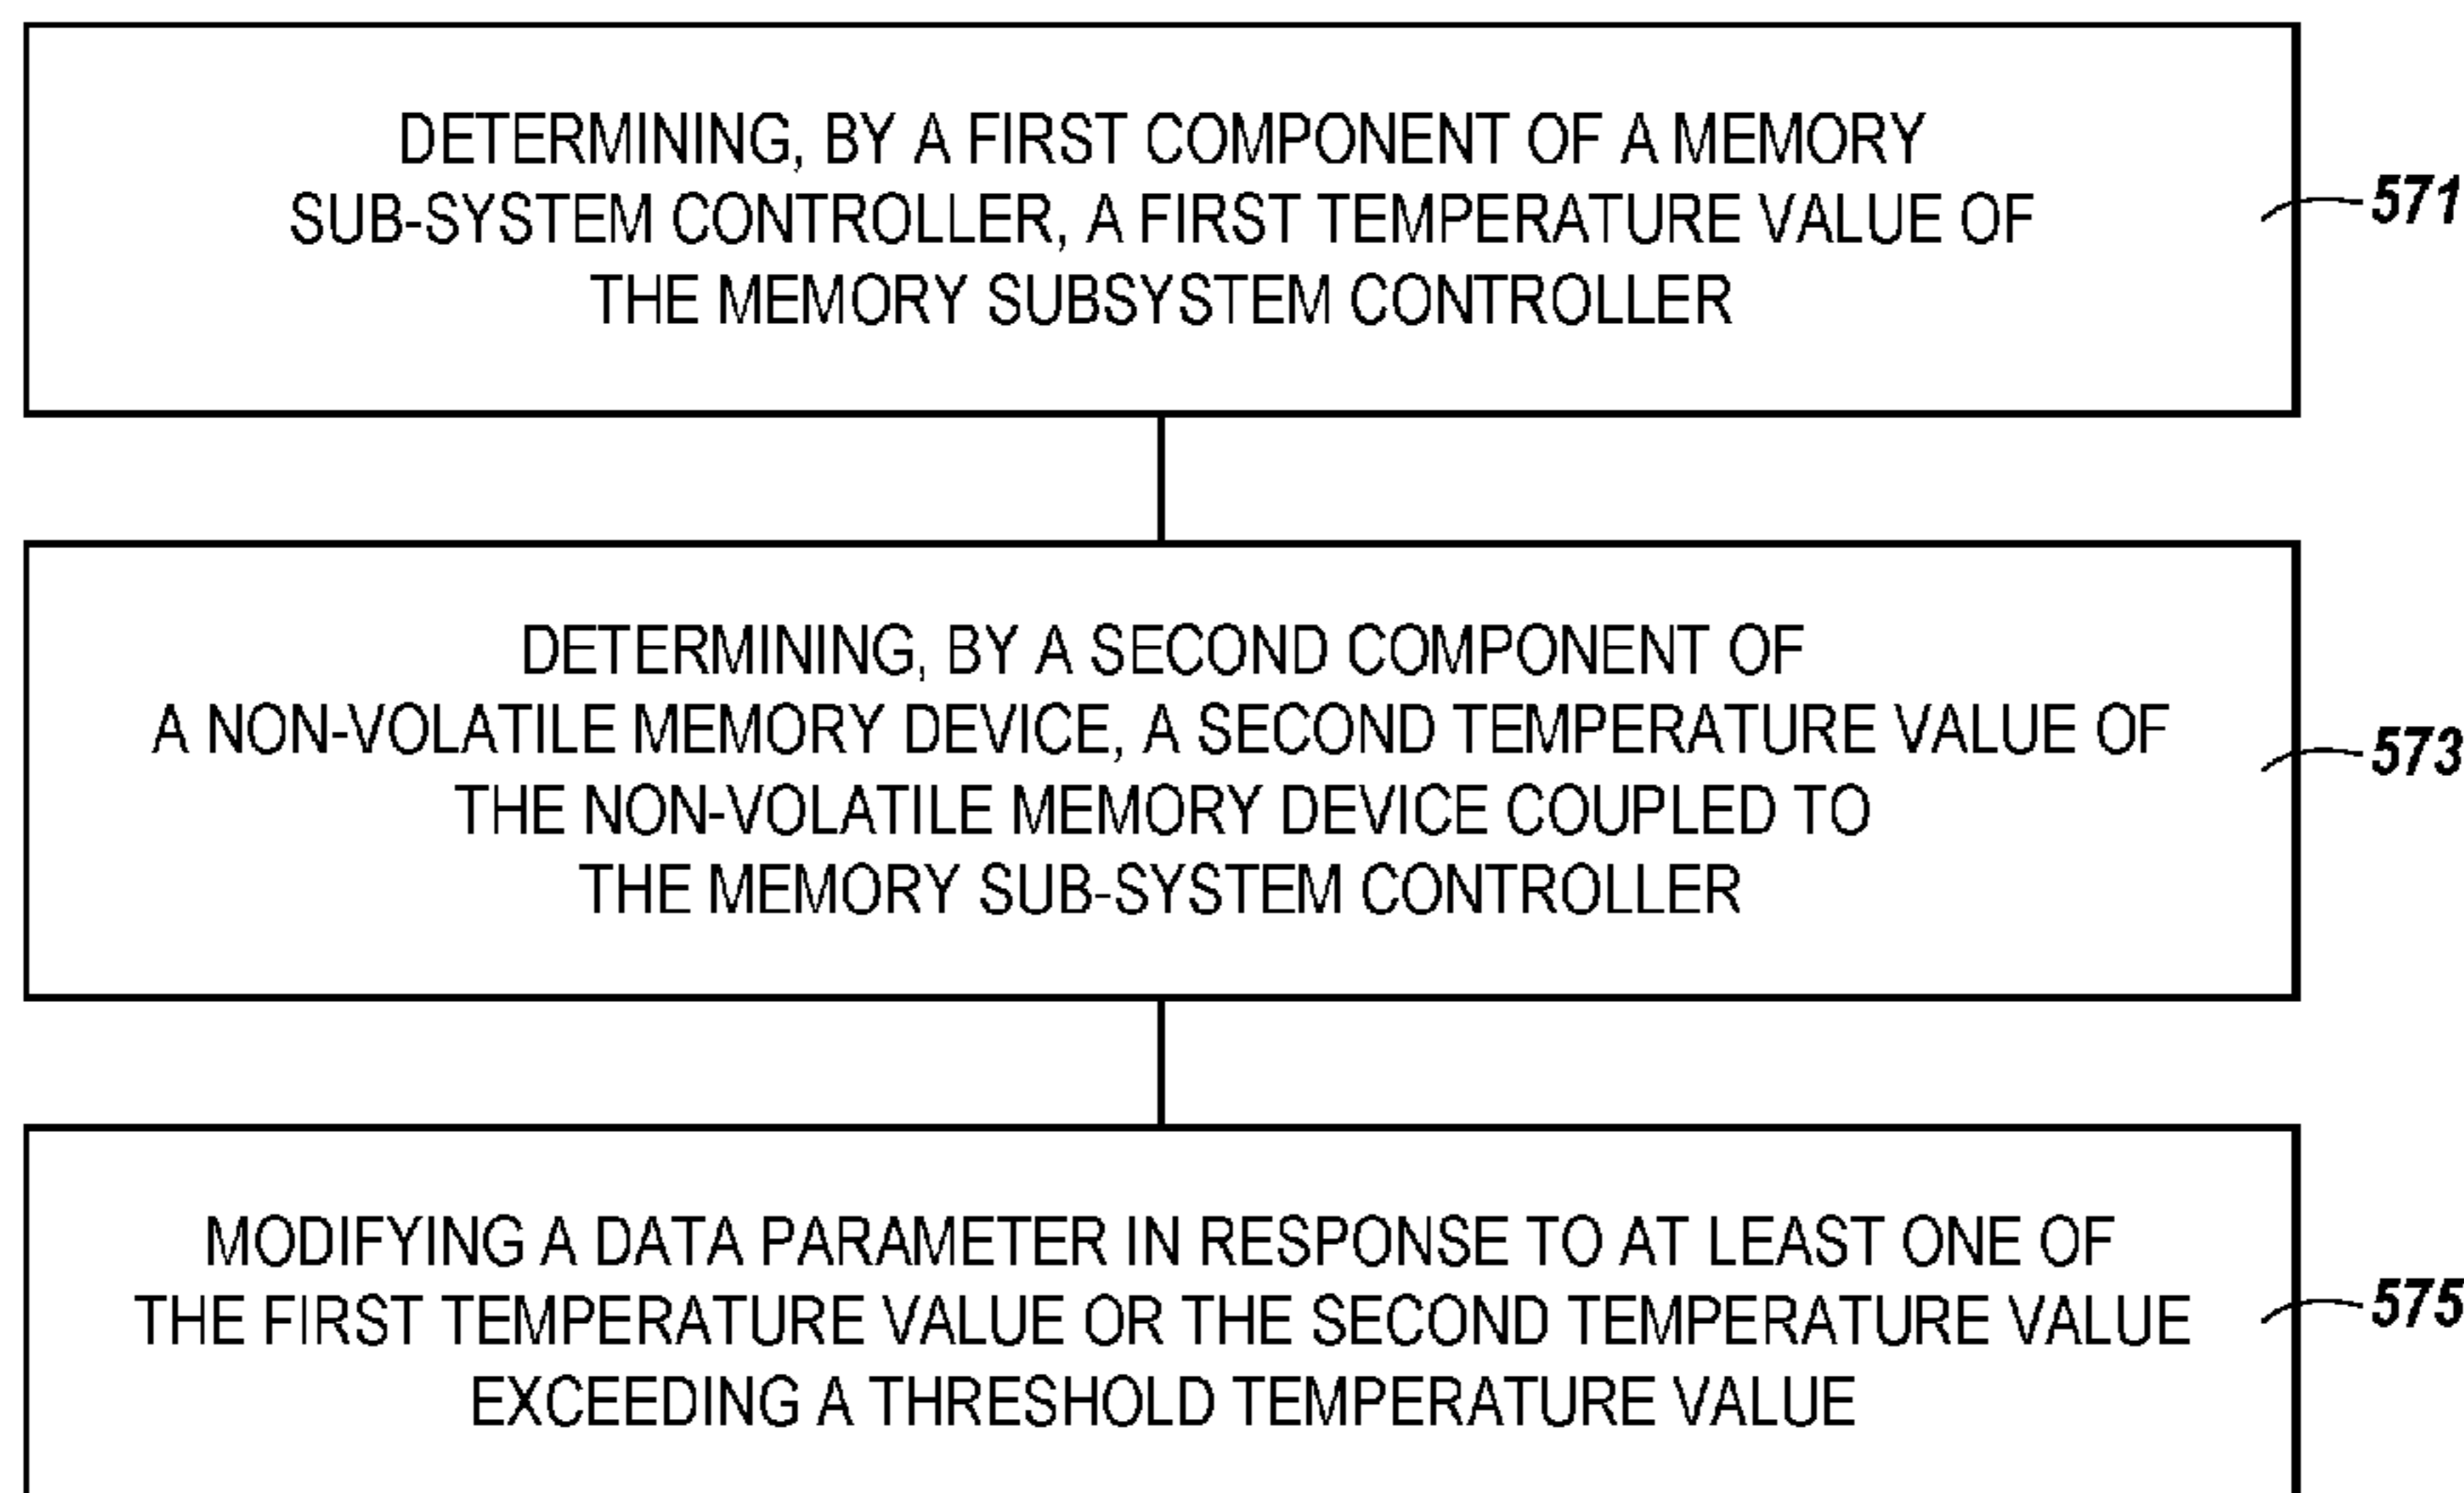 DETERMINING, BY A FIRST COMPONENT OF A MEMORY
SUB-SYSTEM CONTROLLER, A FIRST TEMPERATURE VALUE OF
THE MEMORY SUBSYSTEM CONTROLLER
571
DETERMINING, BY A SECOND COMPONENT OF
A NON-VOLATILE MEMORY DEVICE, A SECOND TEMPERATURE VALUE OF
THE NON-VOLATILE MEMORY DEVICE COUPLED TO
THE MEMORY SUB-SYSTEM CONTROLLER
573
MODIFYING A DATA PARAMETER IN RESPONSE TO AT LEAST ONE OF
THE FIRST TEMPERATURE VALUE OR THE SECOND TEMPERATURE VALUE
EXCEEDING A THRESHOLD TEMPERATURE VALUE
575